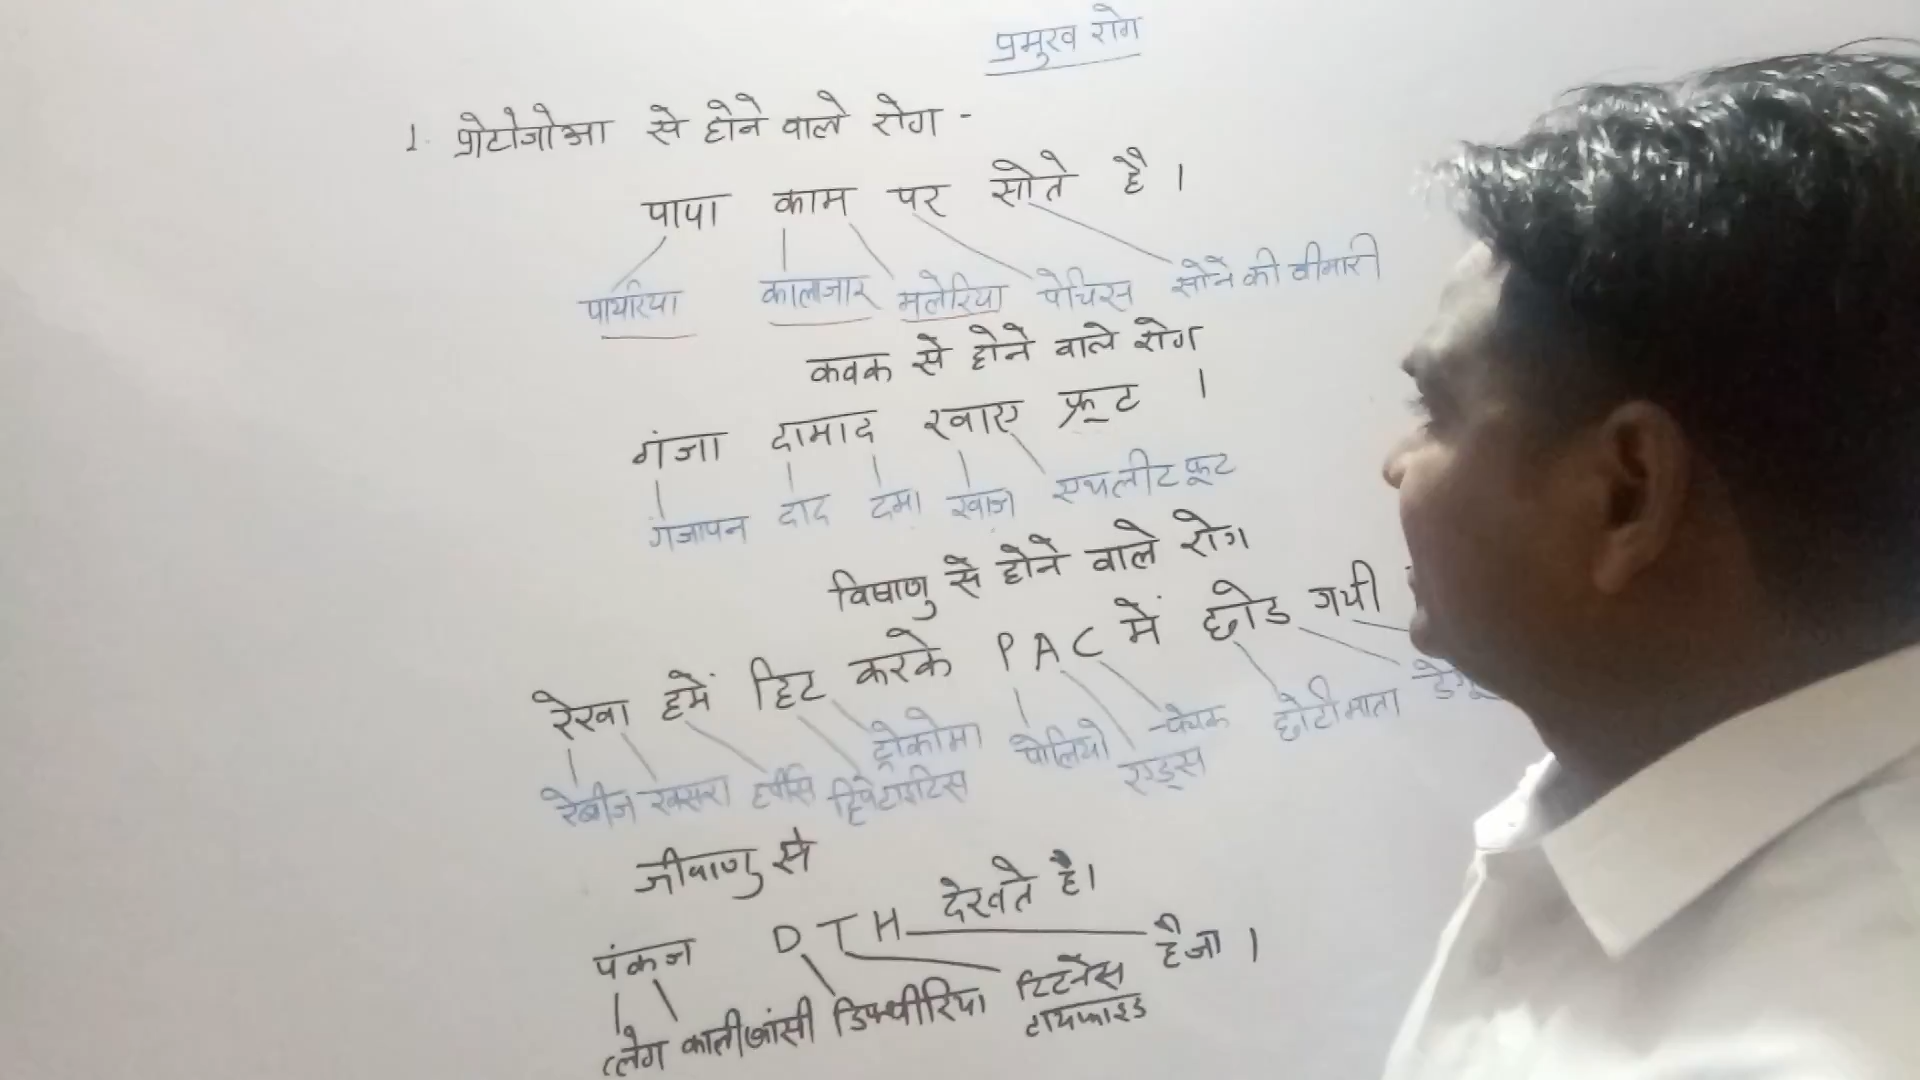 प्रमुख रोग
1. प्रोटोजोआ से होने वाले रोग -
पापा काम पर सोते है ।
पायरिया कालाजार मलेरिया पेचिस सोने की बीमारी
कवक से होने वाले रोग
गंजा दामाद खाए फ्रूट ।
गंजापन दाद दमा खाज एथलीट फूट
विषाणु से होने वाले रोग
रेखा हमें हिट करके PAC में छोड गयी
ट्रोकोमा पोलियो चेचक छोटी माता
रेबीज खसरा हर्पीस हिपेटाइटिस एड्स
जीवाणु से
पंकज DTH देखते है।
प्लेग काली खांसी डिफ्थीरिया टिटनेस हैजा ।
टायफाइड